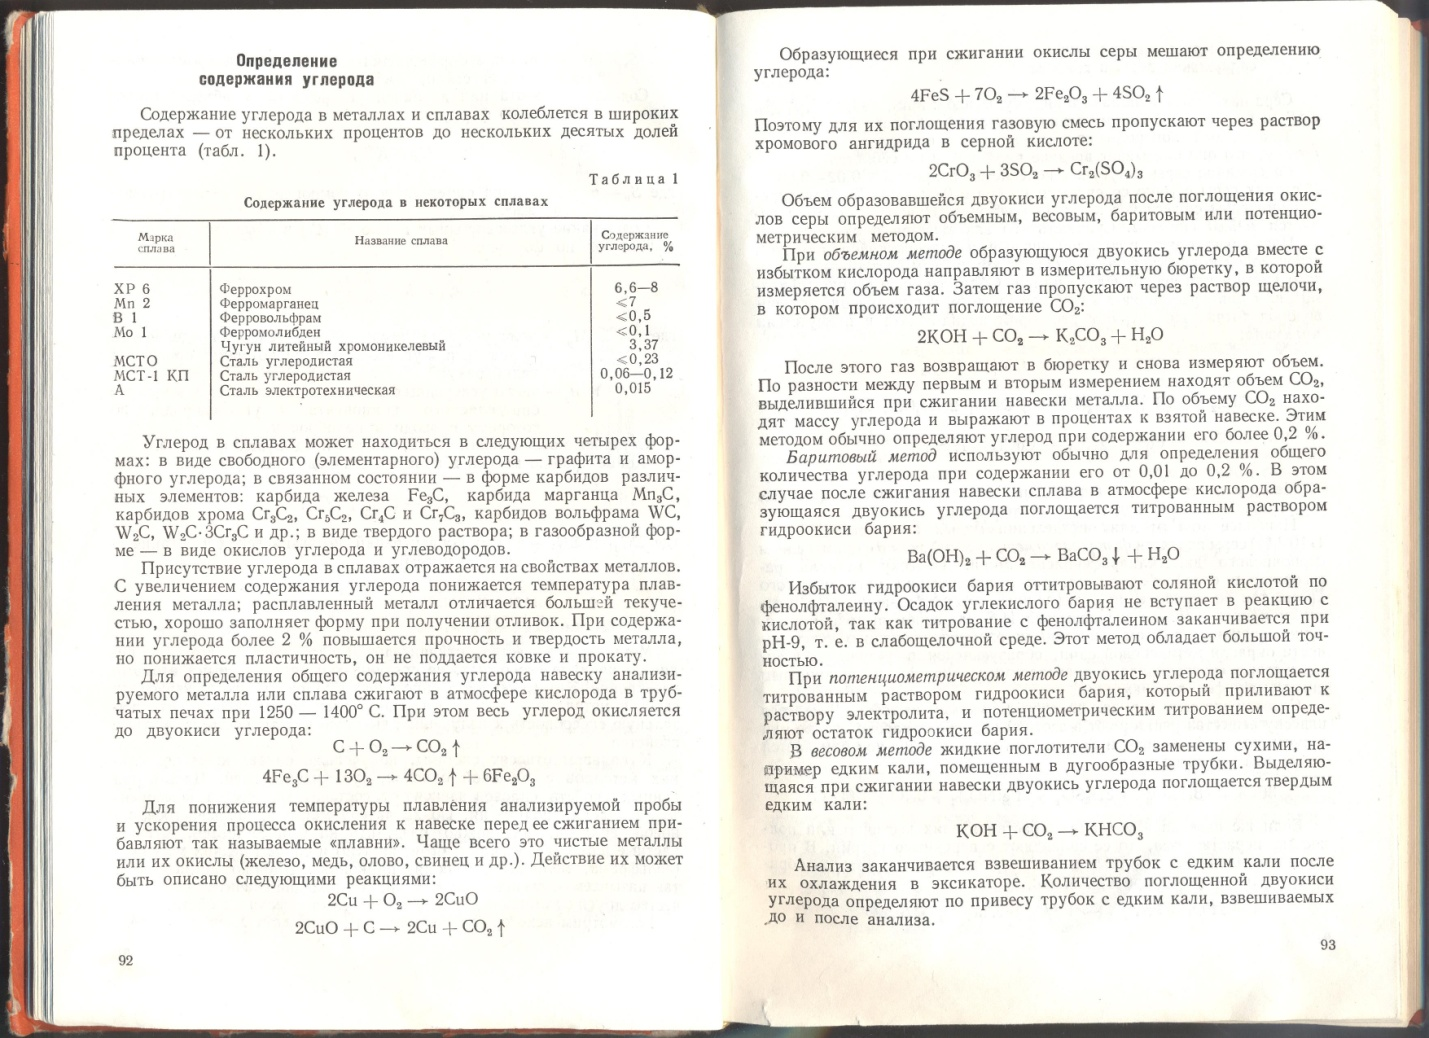 Определение
содержания углерода
Содержание углерода в металлах и сплавах колеблется в широких
пределах — от нескольких процентов до нескольких десятых долей
процента (табл. 1).
Таблица 1
Содержание углерода в некоторых сплавах
Марка сплава | Название сплава | Содержание углерода, %
ХР 6 | Феррохром | 6,6—8
Мп 2 | Ферромарганец | <7
В 1 | Ферровольфрам | <0,5
Мо 1 | Ферромолибден | <0,1
Чугун литейный хромоникелевый | 3,37
МСТО | Сталь углеродистая | <0,23
МСТ-1 КП | Сталь углеродистая | 0,06—0,12
А | Сталь электротехническая | 0,015
Углерод в сплавах может находиться в следующих четырех фор-
мах: в виде свободного (элементарного) углерода — графита и амор-
фного углерода; в связанном состоянии — в форме карбидов различ-
ных элементов: карбида железа Fe₃C, карбида марганца Mn₃C,
карбидов хрома Cr₃C₂, Cr₅C₂, Cr₄C и Cr₇C₃, карбидов вольфрама WC,
W₂C, W₂C·3Cr₃C и др.; в виде твердого раствора; в газообразной фор-
ме — в виде окислов углерода и углеводородов.
Присутствие углерода в сплавах отражается на свойствах металлов.
С увеличением содержания углерода понижается температура плав-
ления металла; расплавленный металл отличается большей текуче-
стью, хорошо заполняет форму при получении отливок. При содержа-
нии углерода более 2 % повышается прочность и твердость металла,
но понижается пластичность, он не поддается ковке и прокату.
Для определения общего содержания углерода навеску анализи-
руемого металла или сплава сжигают в атмосфере кислорода в труб-
чатых печах при 1250 — 1400° С. При этом весь углерод окисляется
до двуокиси углерода:
C + O₂ → CO₂ ↑
4Fe₃C + 13O₂ → 4CO₂ ↑ + 6Fe₂O₃
Для понижения температуры плавления анализируемой пробы
и ускорения процесса окисления к навеске перед ее сжиганием при-
бавляют так называемые «плавни». Чаще всего это чистые металлы
или их окислы (железо, медь, олово, свинец и др.). Действие их может
быть описано следующими реакциями:
2Cu + O₂ → 2CuO
2CuO + C → 2Cu + CO₂ ↑
92
Образующиеся при сжигании окислы серы мешают определению
углерода:
4FeS + 7O₂ → 2Fe₂O₃ + 4SO₂ ↑
Поэтому для их поглощения газовую смесь пропускают через раствор
хромового ангидрида в серной кислоте:
2CrO₃ + 3SO₂ → Cr₂(SO₄)₃
Объем образовавшейся двуокиси углерода после поглощения окис-
лов серы определяют объемным, весовым, баритовым или потенцио-
метрическим методом.
При объемном методе образующуюся двуокись углерода вместе с
избытком кислорода направляют в измерительную бюретку, в которой
измеряется объем газа. Затем газ пропускают через раствор щелочи,
в котором происходит поглощение CO₂:
2KOH + CO₂ → K₂CO₃ + H₂O
После этого газ возвращают в бюретку и снова измеряют объем.
По разности между первым и вторым измерением находят объем CO₂,
выделившийся при сжигании навески металла. По объему CO₂ нахо-
дят массу углерода и выражают в процентах к взятой навеске. Этим
методом обычно определяют углерод при содержании его более 0,2 %.
Баритовый метод используют обычно для определения общего
количества углерода при содержании его от 0,01 до 0,2 %. В этом
случае после сжигания навески сплава в атмосфере кислорода обра-
зующаяся двуокись углерода поглощается титрованным раствором
гидроокиси бария:
Ba(OH)₂ + CO₂ → BaCO₃ ↓ + H₂O
Избыток гидроокиси бария оттитровывают соляной кислотой по
фенолфталеину. Осадок углекислого бария не вступает в реакцию с
кислотой, так как титрование с фенолфталеином заканчивается при
pH-9, т. е. в слабощелочной среде. Этот метод обладает большой точ-
ностью.
При потенциометрическом методе двуокись углерода поглощается
титрованным раствором гидроокиси бария, который приливают к
раствору электролита, и потенциометрическим титрованием опреде-
ляют остаток гидроокиси бария.
В весовом методе жидкие поглотители CO₂ заменены сухими, на-
пример едким кали, помещенным в дугообразные трубки. Выделяю-
щаяся при сжигании навески двуокись углерода поглощается твердым
едким кали:
KOH + CO₂ → KHCO₃
Анализ заканчивается взвешиванием трубок с едким кали после
их охлаждения в эксикаторе. Количество поглощенной двуокиси
углерода определяют по привесу трубок с едким кали, взвешиваемых
до и после анализа.
93